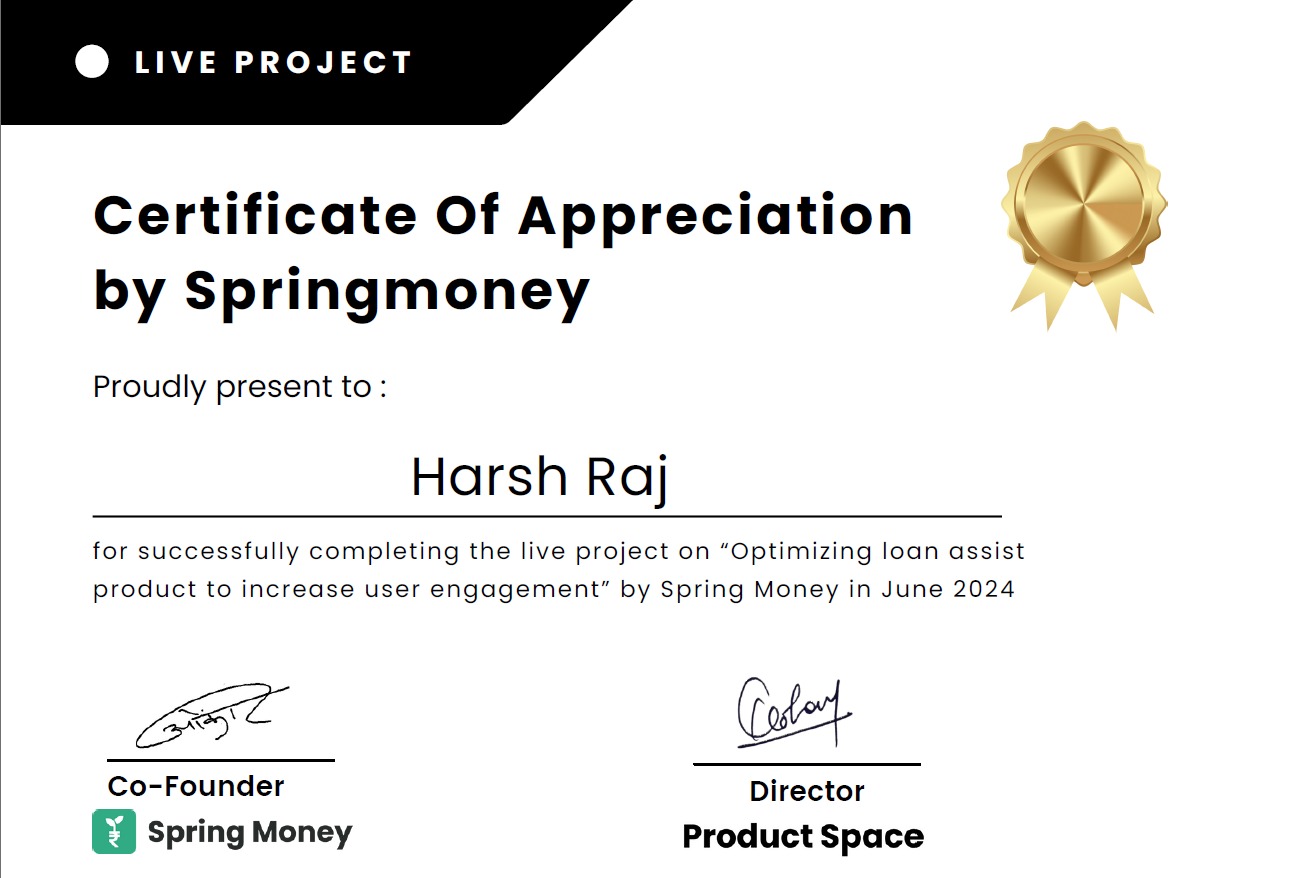 LIVE PROJECT
Certificate Of Appreciation
by Springmoney
Proudly present to :
Harsh Raj
for successfully completing the live project on “Optimizing loan assist
product to increase user engagement” by Spring Money in June 2024
Co-Founder
Spring Money
Director
Product Space